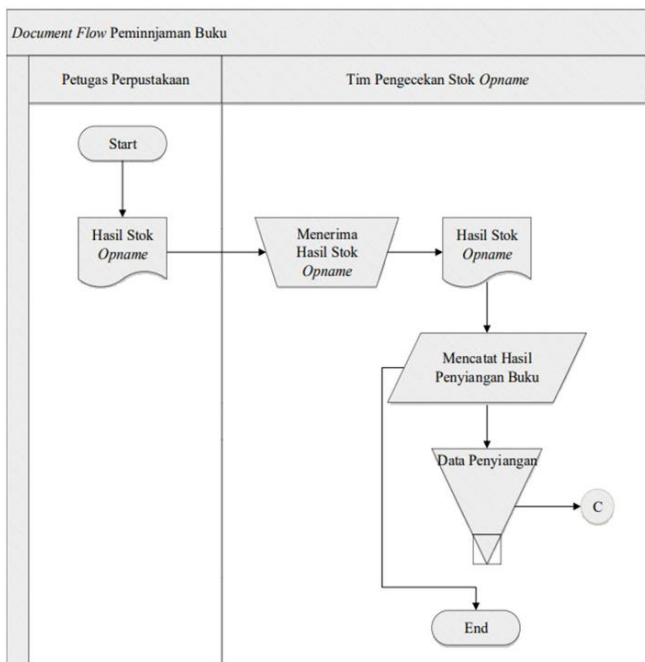 Document Flow Peminnjaman Buku
Petugas Perpustakaan
Tim Pengecekan Stok Opname
Start
Hasil Stok
Opname
Menerima
Hasil Stok
Opname
Hasil Stok
Opname
Mencatat Hasil
Penyiangan Buku
Data Penyiangan
C
End